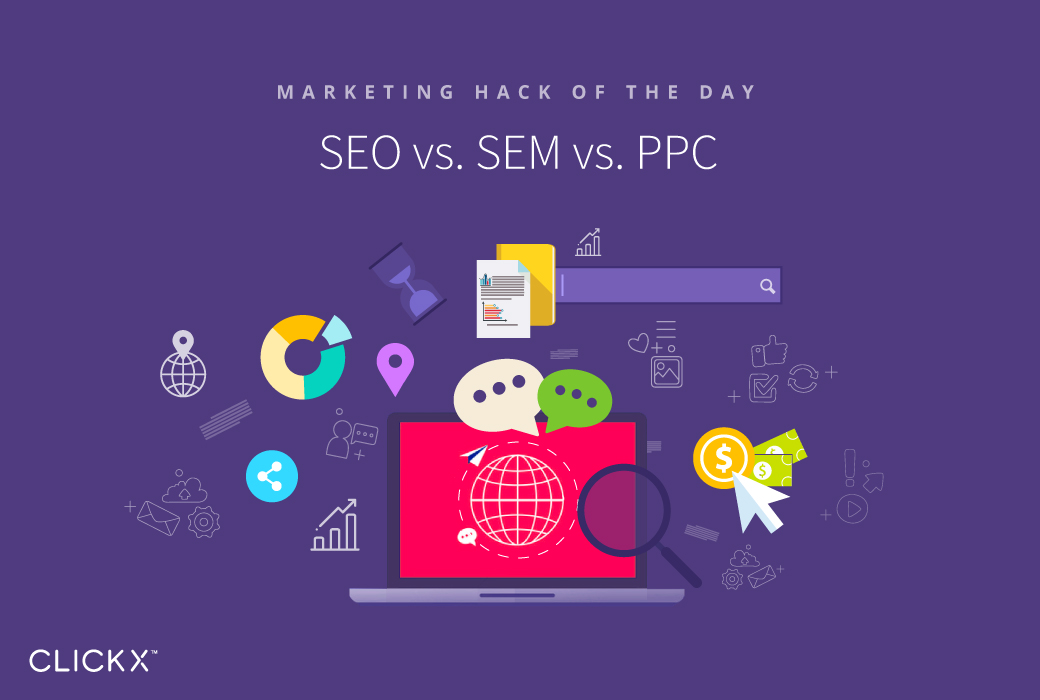 MARKETING HACK OF THE DAY
SEO vs. SEM vs. PPC
$
$
$
CLICKX™